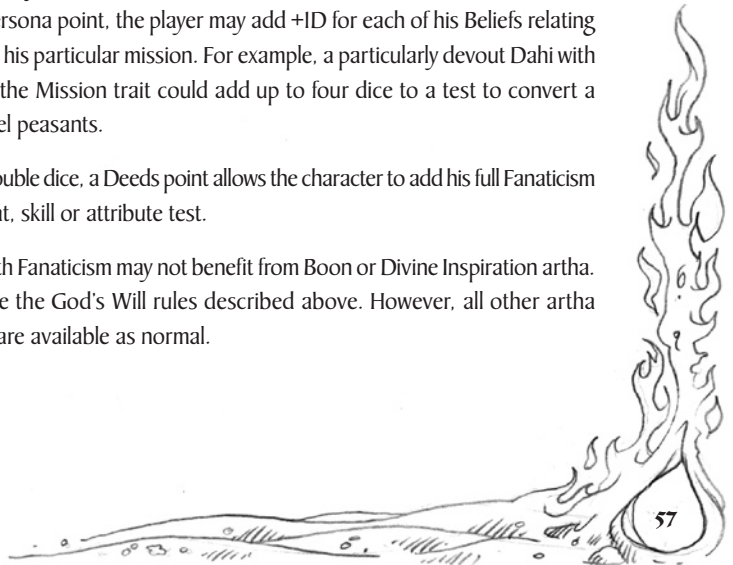 ersona point, the player may add +1D for each of his Beliefs relating
his particular mission. For example, a particularly devout Dahi with
the Mission trait could add up to four dice to a test to convert a
el peasants.
ouble dice, a Deeds point allows the character to add his full Fanaticism
t, skill or attribute test.
th Fanaticism may not benefit from Boon or Divine Inspiration artha.
e the God's Will rules described above. However, all other artha
are available as normal.
57